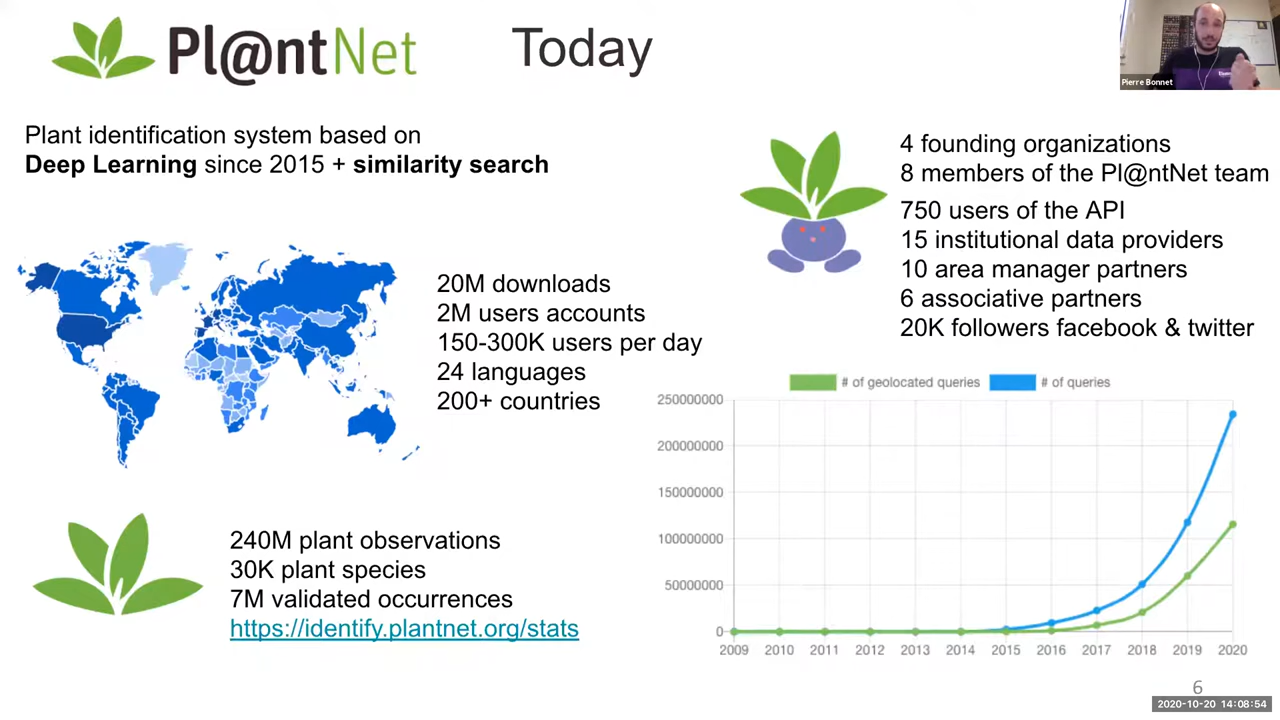 Pl@ntNet
Today
Pierre Bonnet
Plant identification system based on
Deep Learning since 2015 + similarity search
20M downloads
2M users accounts
150-300K users per day
24 languages
200+ countries
4 founding organizations
8 members of the Pl@ntNet team
750 users of the API
15 institutional data providers
10 area manager partners
6 associative partners
20K followers facebook & twitter
# of geolocated queries
# of queries
250000000
200000000
150000000
100000000
50000000
0
2009 2010 2011 2012 2013 2014 2015 2016 2017 2018 2019 2020
240M plant observations
30K plant species
7M validated occurrences
https://identify.plantnet.org/stats
6
2020-10-20 14:08:54